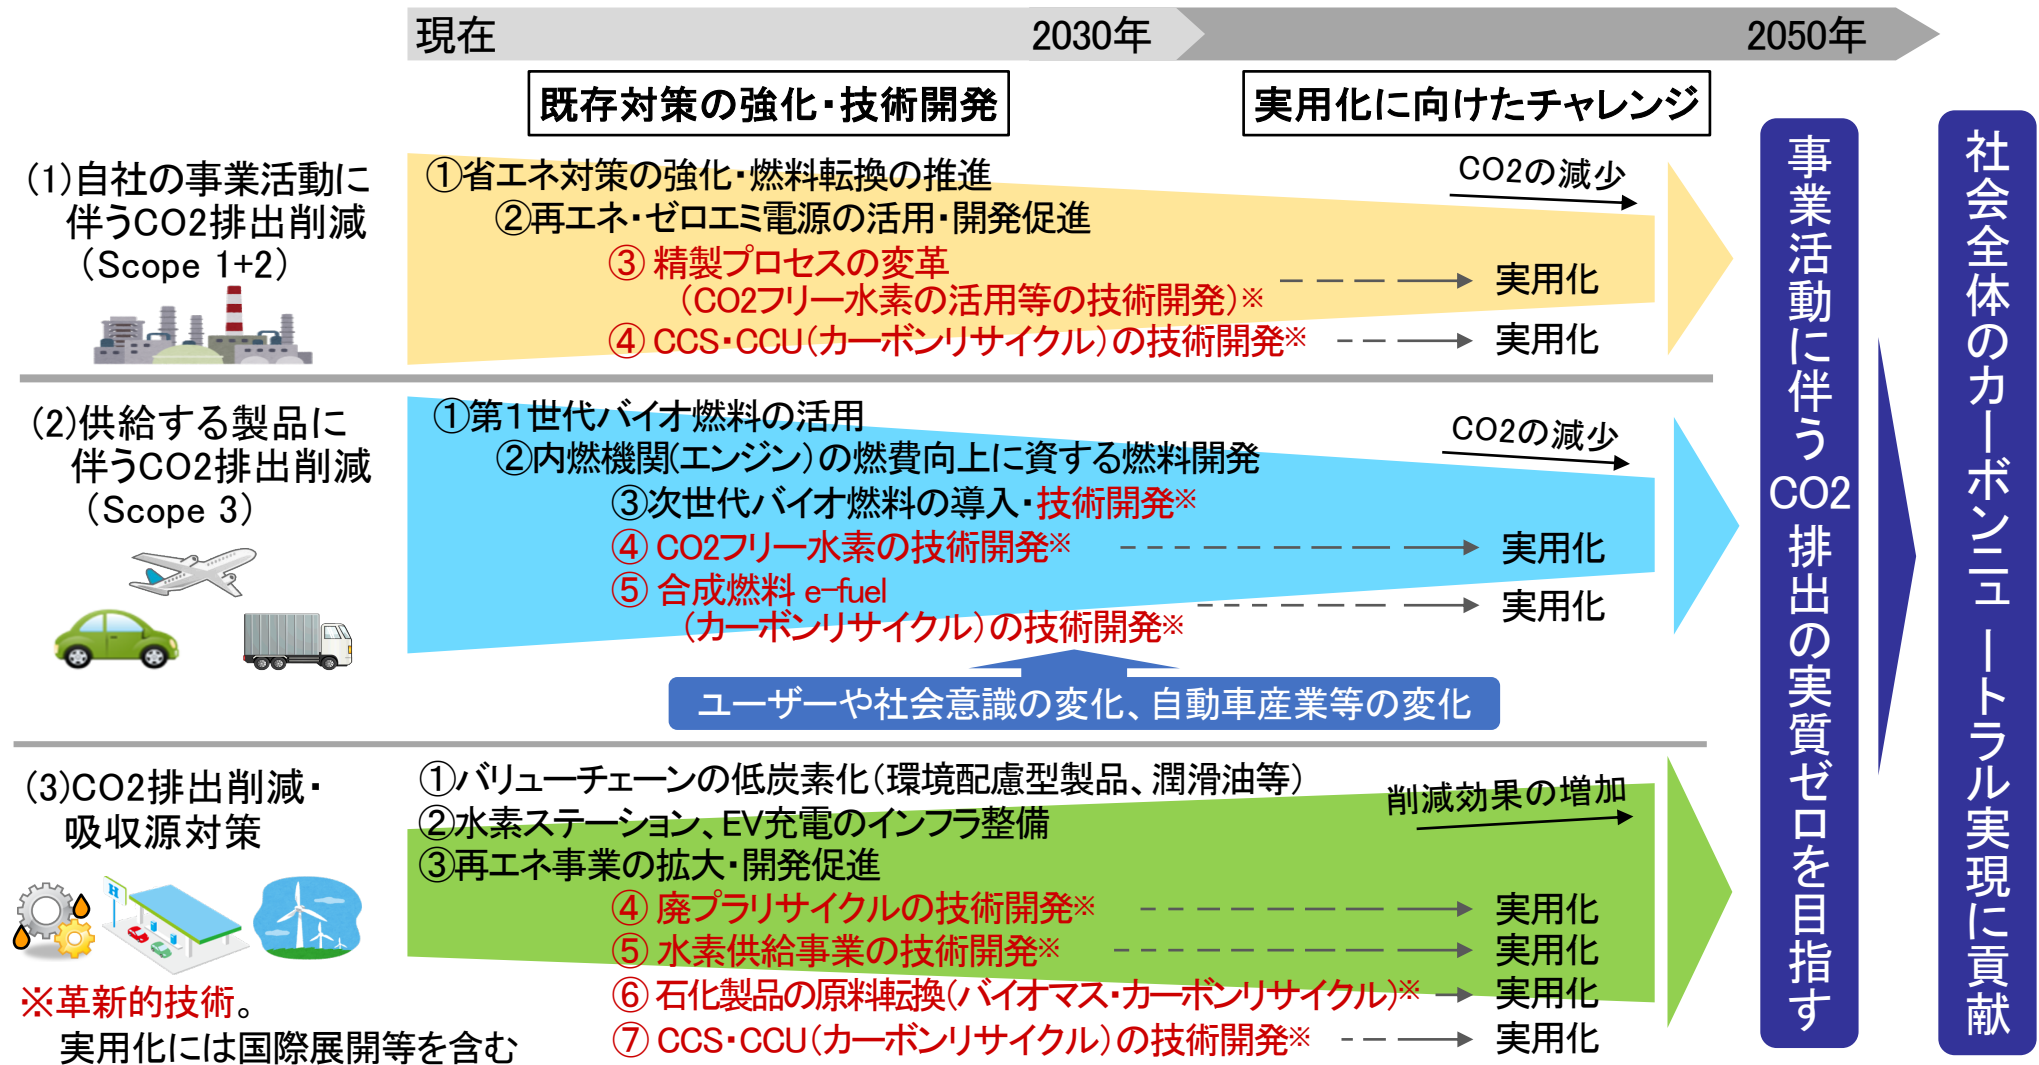 現在
2030年
2050年
既存対策の強化・技術開発
実用化に向けたチャレンジ
(1)自社の事業活動に
伴うCO2排出削減
（Scope 1+2）
①省エネ対策の強化・燃料転換の推進
②再エネ・ゼロエミ電源の活用・開発促進
③ 精製プロセスの変革
（CO2フリー水素の活用等の技術開発）※
実用化
④ CCS・CCU（カーボンリサイクル）の技術開発※
実用化
CO2の減少
(2)供給する製品に
伴うCO2排出削減
（Scope 3）
①第１世代バイオ燃料の活用
②内燃機関(エンジン）の燃費向上に資する燃料開発
③次世代バイオ燃料の導入・技術開発※
④ CO2フリー水素の技術開発※
実用化
⑤ 合成燃料 e-fuel
（カーボンリサイクル）の技術開発※
実用化
CO2の減少
ユーザーや社会意識の変化、自動車産業等の変化
(3)CO2排出削減・
吸収源対策
①バリューチェーンの低炭素化（環境配慮型製品、潤滑油等）
②水素ステーション、EV充電のインフラ整備
③再エネ事業の拡大・開発促進
④ 廃プラリサイクルの技術開発※
実用化
⑤ 水素供給事業の技術開発※
実用化
⑥ 石化製品の原料転換(バイオマス・カーボンリサイクル)※
実用化
⑦ CCS・CCU（カーボンリサイクル）の技術開発※
実用化
削減効果の増加
H
※革新的技術。
実用化には国際展開等を含む
事業活動に伴うCO2排出の実質ゼロを目指す
社会全体のカーボンニュートラル実現に貢献